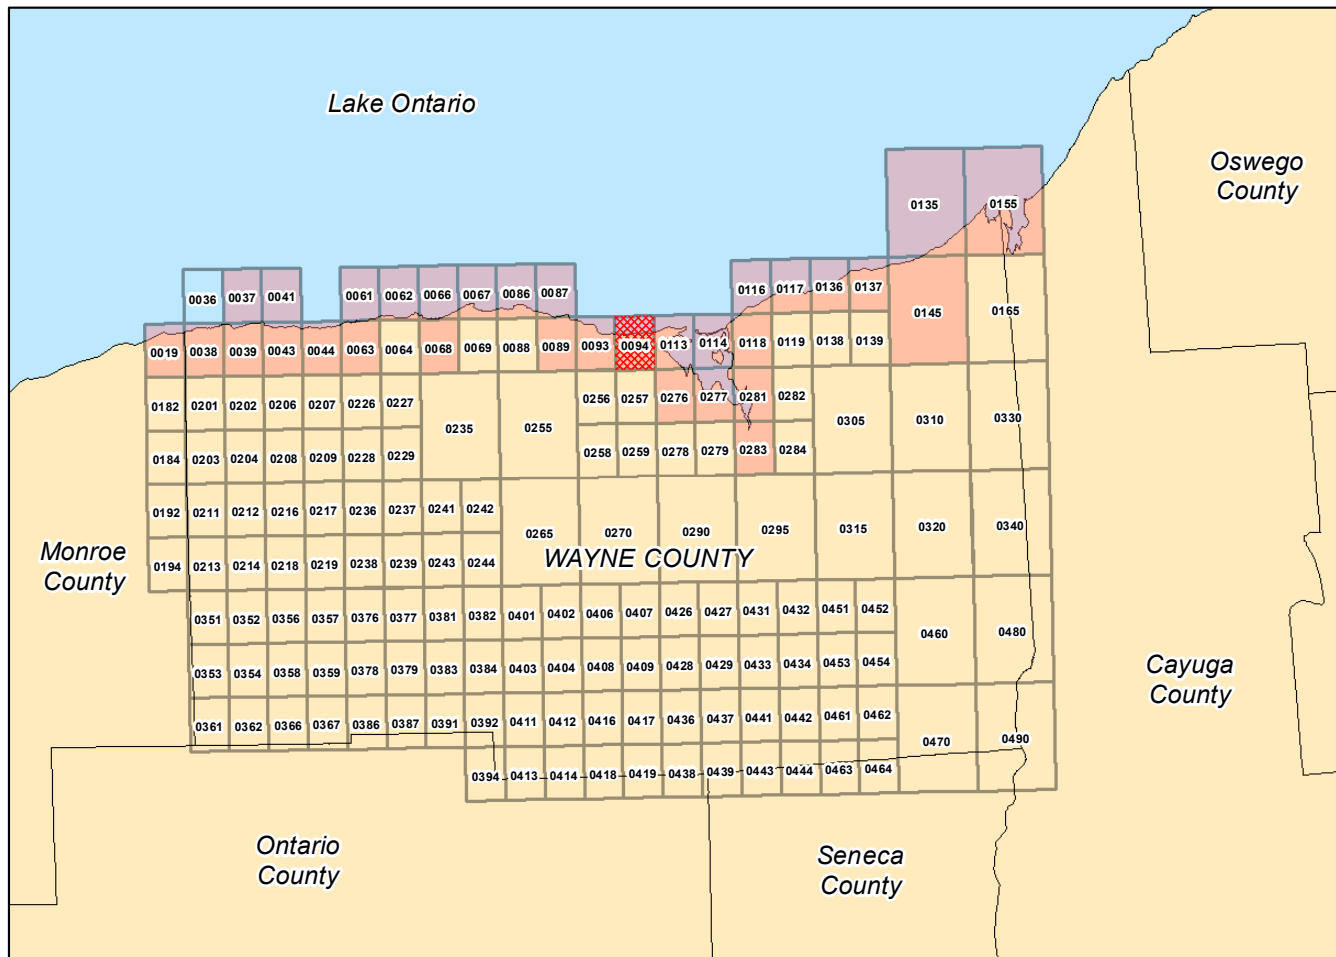 Lake Ontario
Oswego
County
0135 0155
0036 0037 0041 0061 0062 0066 0067 0086 0087 0116 0117 0136 0137
0145 0165
0019 0038 0039 0043 0044 0063 0064 0068 0069 0088 0089 0093 0094 0113 0114 0118 0119 0138 0139
0182 0201 0202 0206 0207 0226 0227 0256 0257 0276 0277 0281 0282
0235 0255 0305 0310 0330
0184 0203 0204 0208 0209 0228 0229 0258 0259 0278 0279 0283 0284
0192 0211 0212 0216 0217 0236 0237 0241 0242
0265 0270 0290 0295 0315 0320 0340
Monroe
County
WAYNE COUNTY
0194 0213 0214 0218 0219 0238 0239 0243 0244
0351 0352 0356 0357 0376 0377 0381 0382 0401 0402 0406 0407 0426 0427 0431 0432 0451 0452
0460 0480
0353 0354 0358 0359 0378 0379 0383 0384 0403 0404 0408 0409 0428 0429 0433 0434 0453 0454
Cayuga
County
0361 0362 0366 0367 0386 0387 0391 0392 0411 0412 0416 0417 0436 0437 0441 0442 0461 0462
0470 0490
0394 0413 0414 0418 0419 0438 0439 0443 0444 0463 0464
Ontario
County
Seneca
County